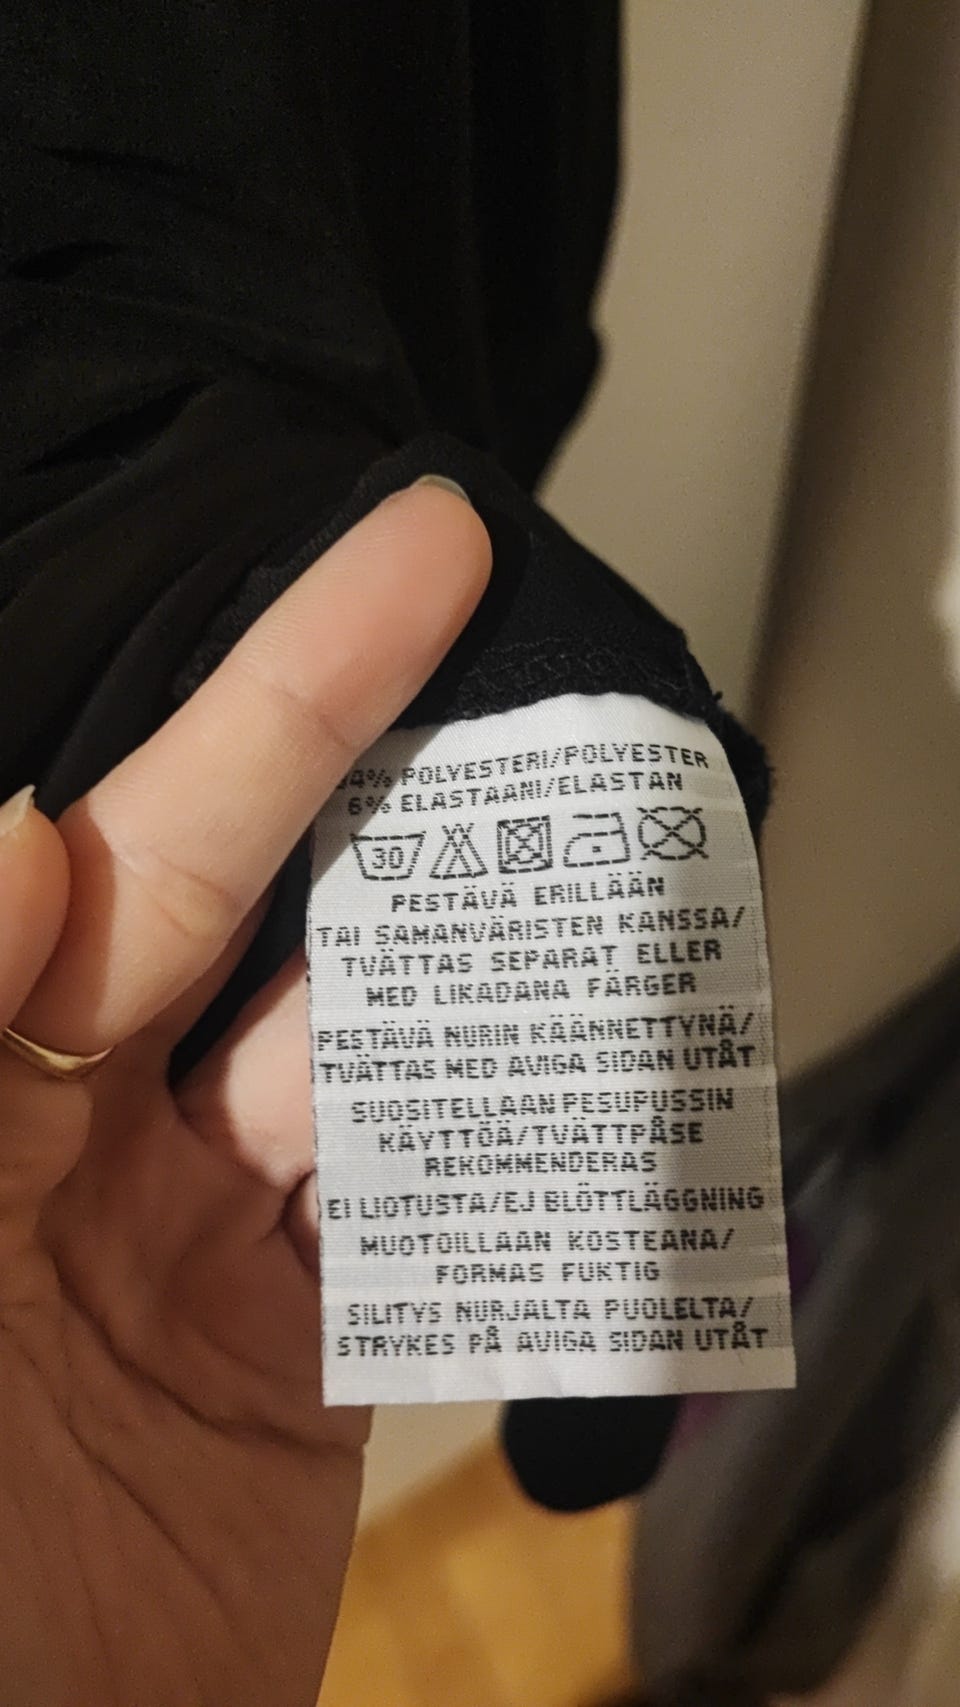 94% POLYESTERI/POLYESTER
6% ELASTAANI/ELASTAN
30
PESTÄVÄ ERILLÄÄN
TAI SAMANVÄRISTEN KANSSA/
TVÄTTAS SEPARAT ELLER
MED LIKADANA FÄRGER
PESTÄVÄ NURIN KÄÄNNETTYNÄ/
TVÄTTAS MED AVIGA SIDAN UTÅT
SUOSITELLAAN PESUPUSSIN
KÄYTTÖÄ/TVÄTTPÅSE
REKOMMENDERAS
EI LIOTUSTA/EJ BLÖTLÄGGNING
MUOTOILLAAN KOSTEANA/
FORMAS FUKTIG
SILITYS NURJALTA PUOLELTA/
STRYKES PÅ AVIGA SIDAN UTÅT